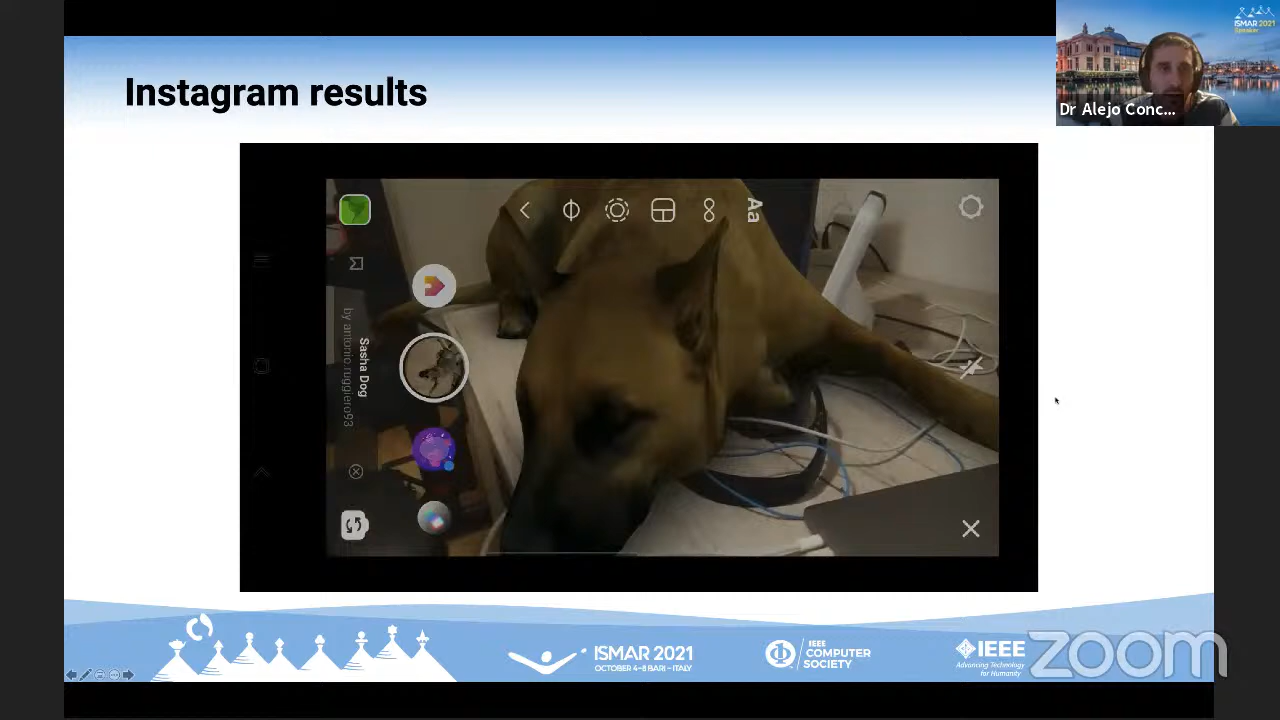 Instagram results
ISMAR 2021
Speaker
Dr Alejo Conc...
Aa
Sasha Dog
by antonio.ruggiero93
ISMAR 2021
OCTOBER 4-8 BARI - ITALY
IEEE
COMPUTER
SOCIETY
IEEE
Advancing Technology
for Humanity
zoom